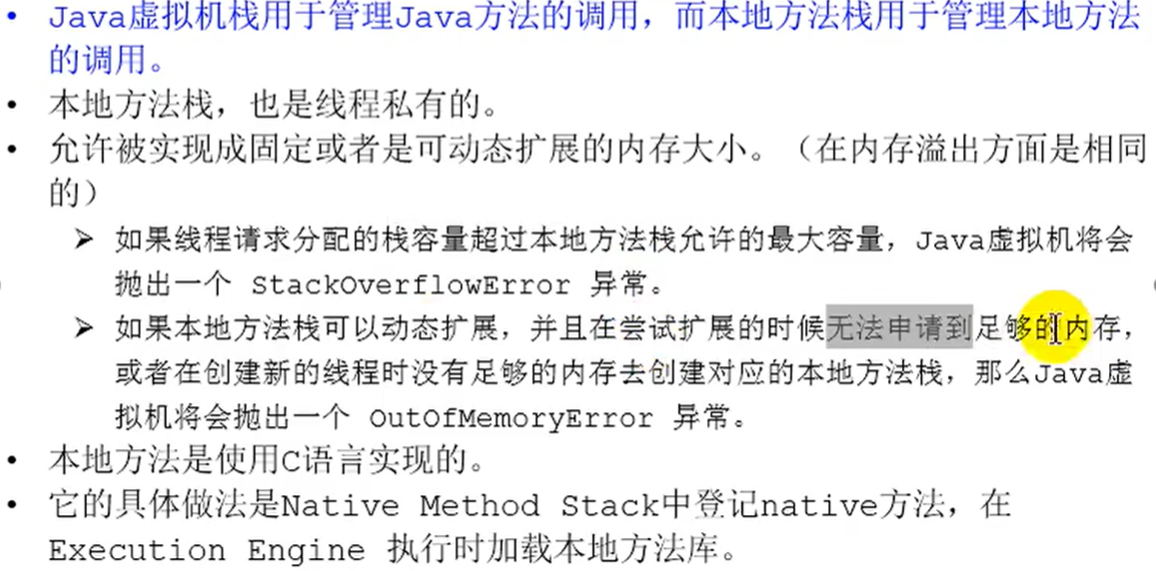 • Java虚拟机栈用于管理Java方法的调用，而本地方法栈用于管理本地方法
的调用。
• 本地方法栈，也是线程私有的。
• 允许被实现成固定或者是可动态扩展的内存大小。（在内存溢出方面是相同
的）
➢ 如果线程请求分配的栈容量超过本地方法栈允许的最大容量，Java虚拟机将会
抛出一个 StackOverflowError 异常。
➢ 如果本地方法栈可以动态扩展，并且在尝试扩展的时候无法申请到足够的内存，
或者在创建新的线程时没有足够的内存去创建对应的本地方法栈，那么Java虚
拟机将会抛出一个 OutOfMemoryError 异常。
• 本地方法是使用C语言实现的。
• 它的具体做法是Native Method Stack中登记native方法，在
Execution Engine 执行时加载本地方法库。